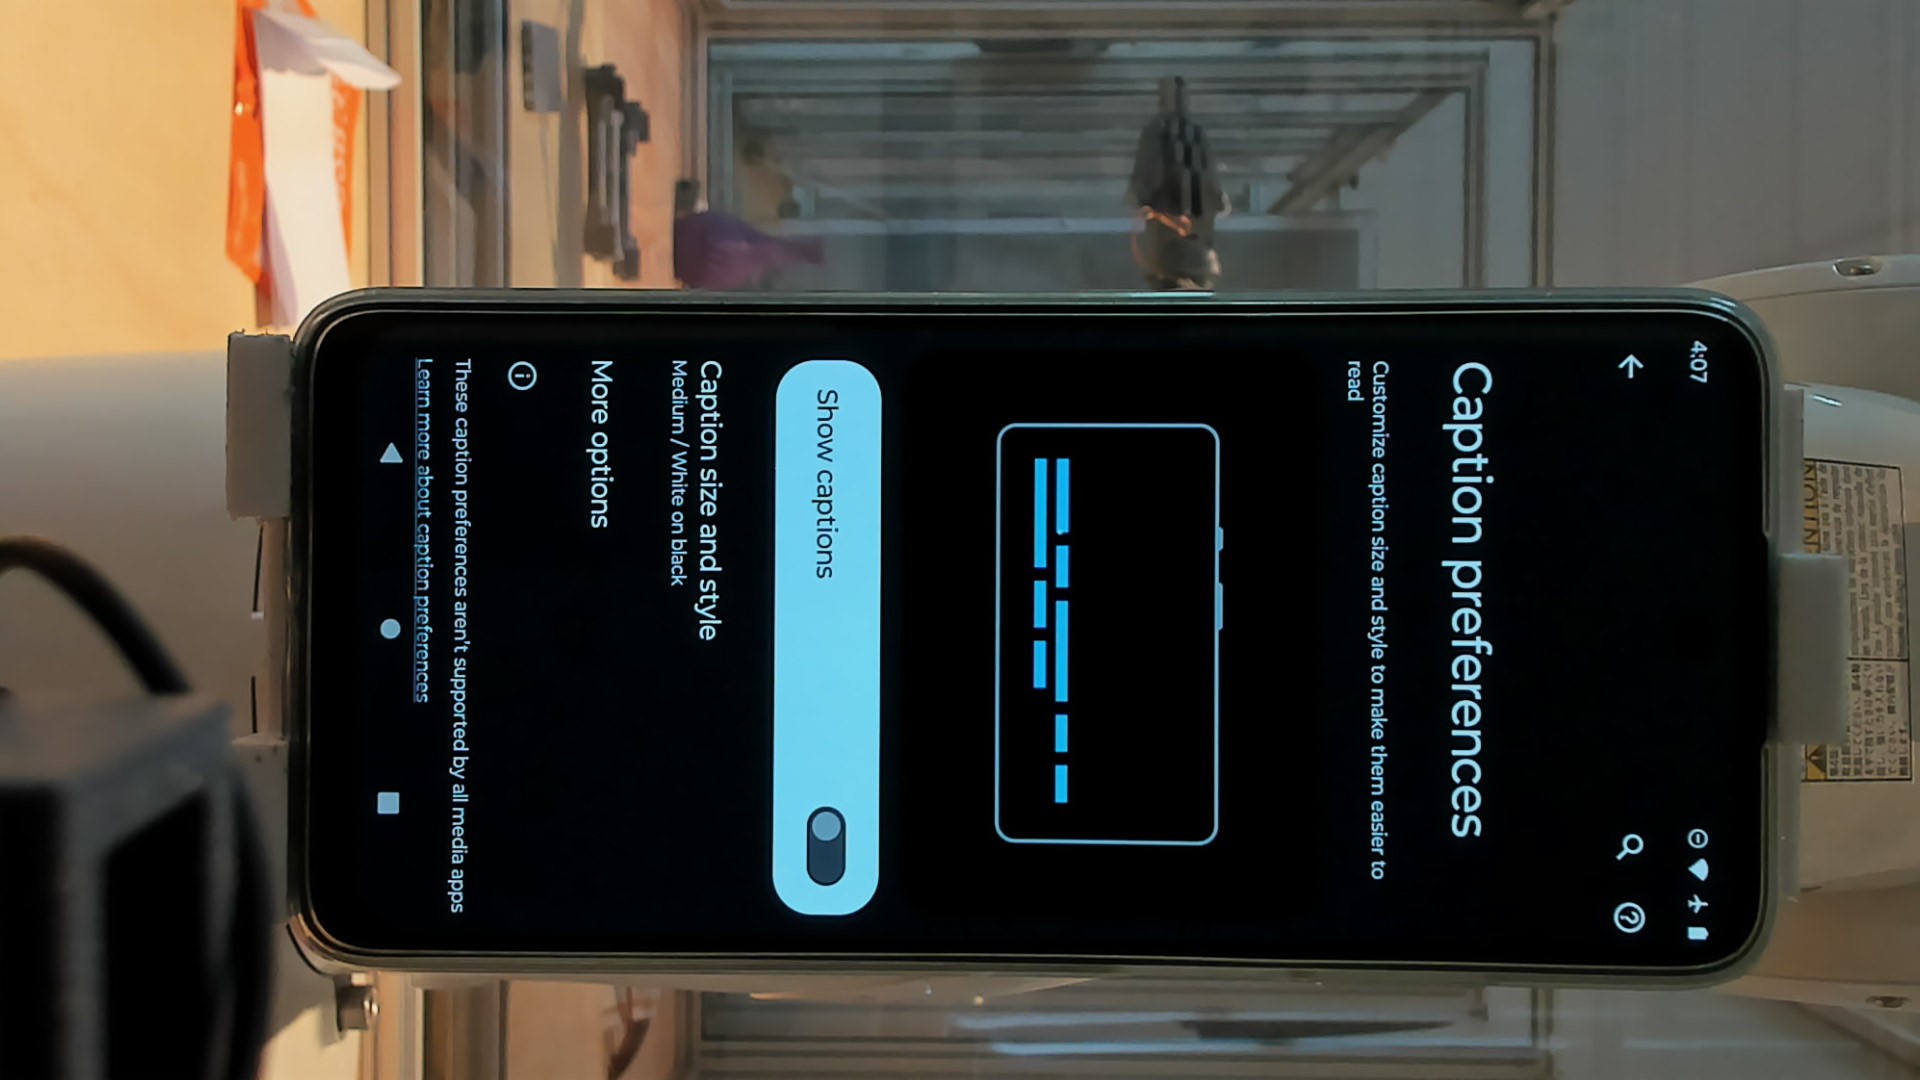 4:07
Caption preferences
Customize caption size and style to make them easier to
read
Show captions
Caption size and style
Medium / White on black
More options
These caption preferences aren't supported by all media apps
Learn more about caption preferences